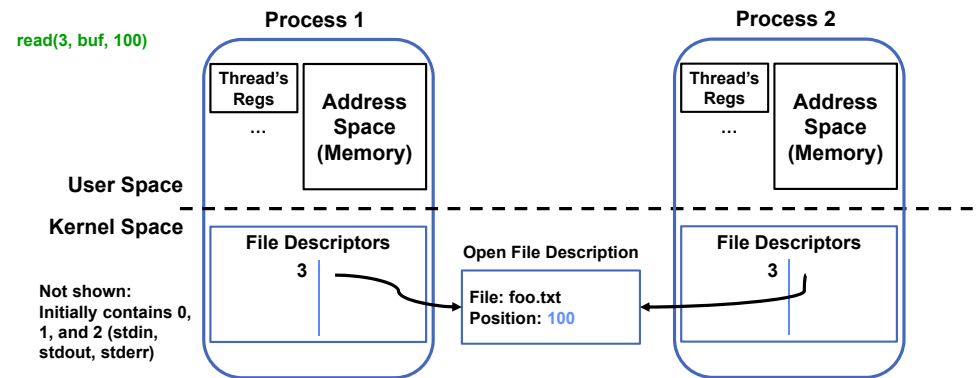 Process 1
Process 2
read(3, buf, 100)
Thread's
Regs
…
Address
Space
(Memory)
Thread's
Regs
…
Address
Space
(Memory)
User Space
Kernel Space
File Descriptors
3
Open File Description
File: foo.txt
Position: 100
File Descriptors
3
Not shown:
Initially contains 0,
1, and 2 (stdin,
stdout, stderr)